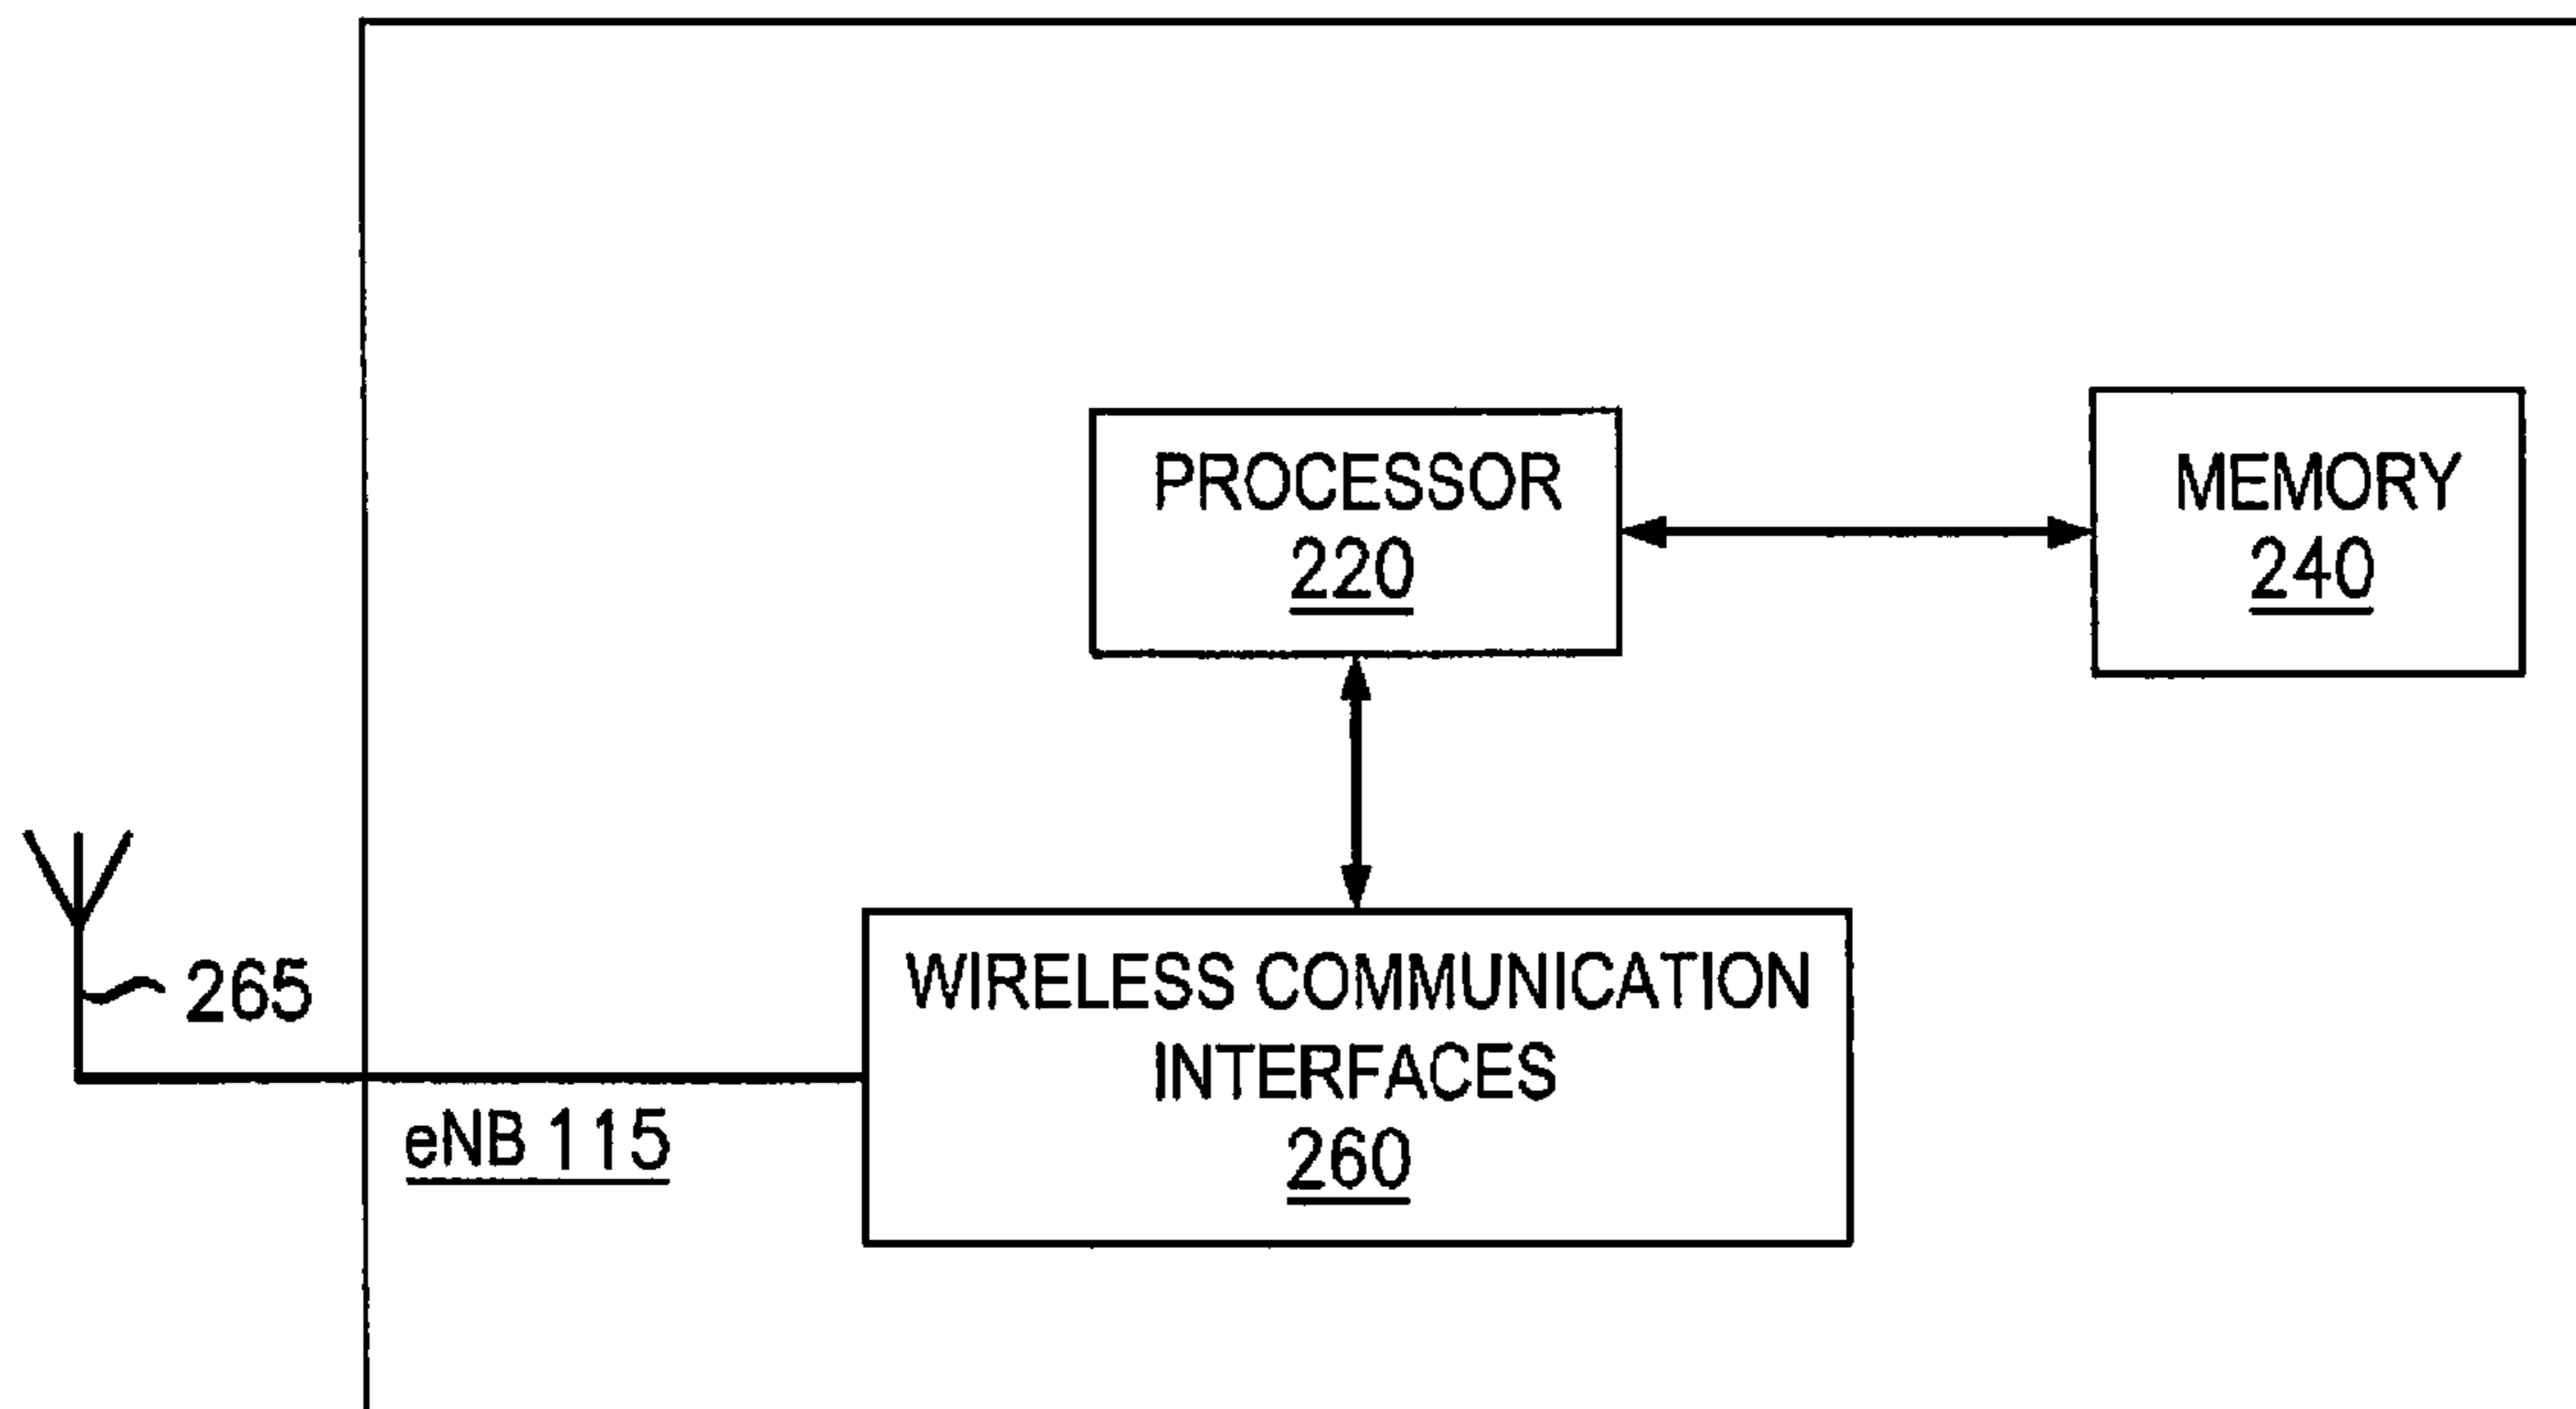 PROCESSOR
220
MEMORY
240
265
WIRELESS COMMUNICATION
INTERFACES
260
eNB 115